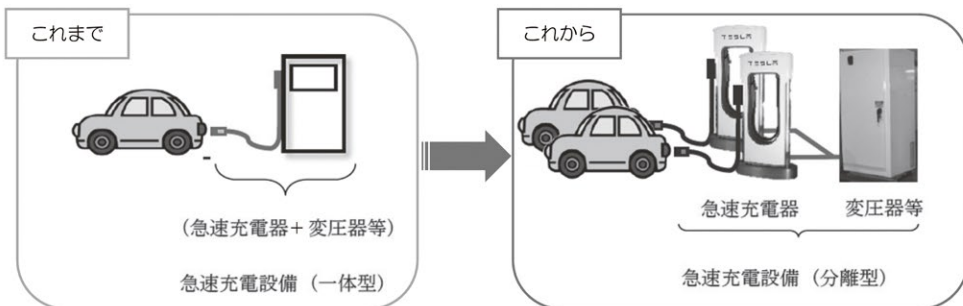 これまで
(急速充電器+変圧器等)
急速充電設備(一体型)
これから
TESLA
TESLA
急速充電器
変圧器等
急速充電設備(分離型)